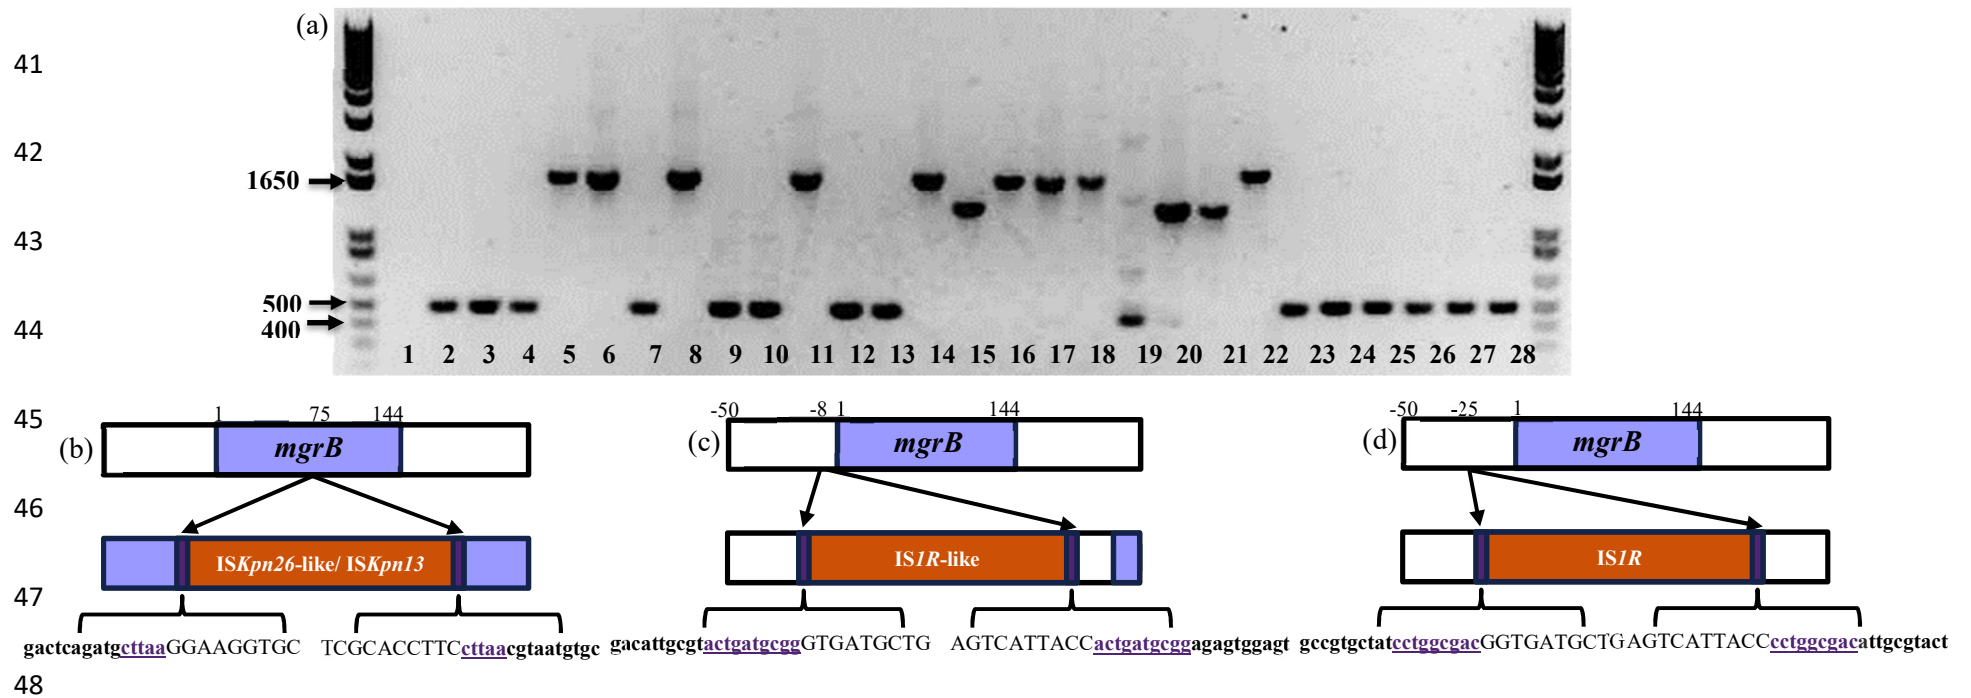 (a)
41
42
1650
43
500
400
44
1 2 3 4 5 6 7 8 9 10 11 12 13 14 15 16 17 18 19 20 21 22 23 24 25 26 27 28
45
(b)
1 75 144
mgrB
ISKpn26-like/ ISKpn13
gactcagatgcttaaGGAAGGTGC TCGCACCTTCcttaacgtaatgtgc
(c)
-50 -8 1 144
mgrB
IS1R-like
gacattgcgtactgatgcggGTGATGCTG AGTCATTACCactgatgcggagagtggagt
(d)
-50 -25 1 144
mgrB
IS1R
gccgtgctatcctggcgacGGTGATGCTGAGTCATTACCcctggcgacattgcgtact
46
47
48